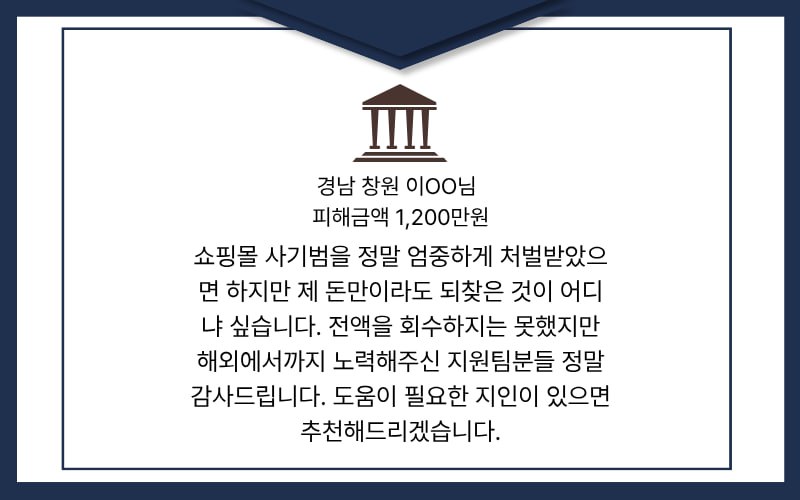 경남 창원 이OO님
피해금액 1,200만원
쇼핑몰 사기범을 정말 엄중하게 처벌받았으
면 하지만 제 돈만이라도 되찾은 것이 어디
냐 싶습니다. 전액을 회수하지는 못했지만
해외에서까지 노력해주신 지원팀분들 정말
감사드립니다. 도움이 필요한 지인이 있으면
추천해드리겠습니다.